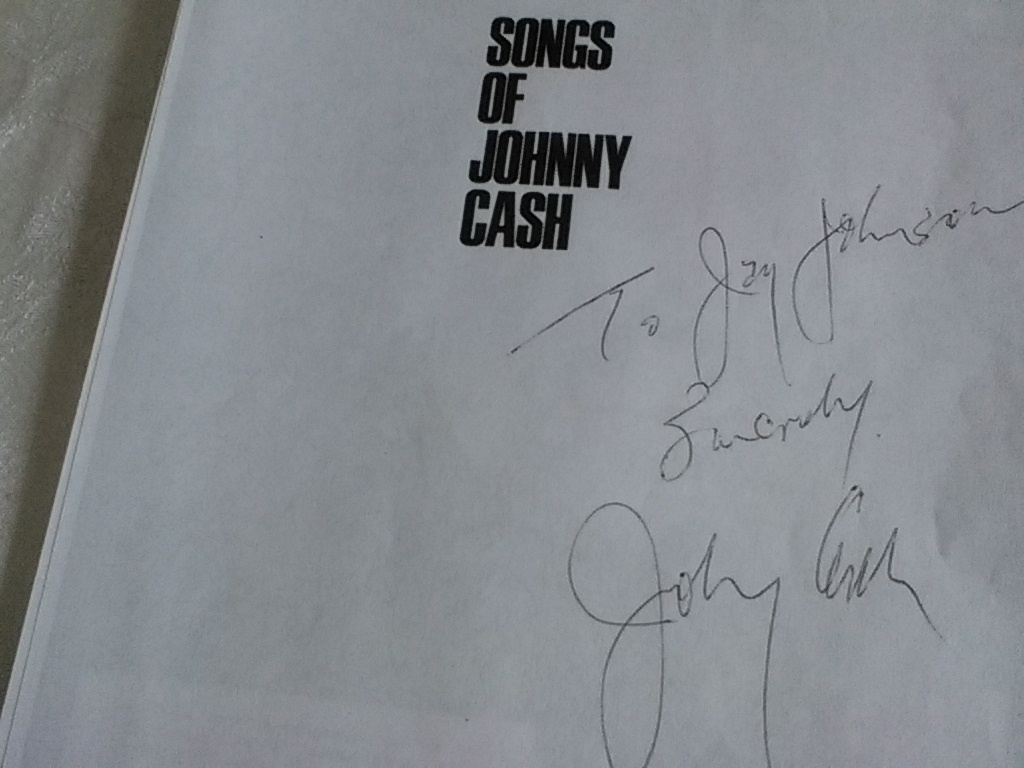 SONGS
OF
JOHNNY
CASH
To Jay Johnson
Sincerely
Johnny Cash